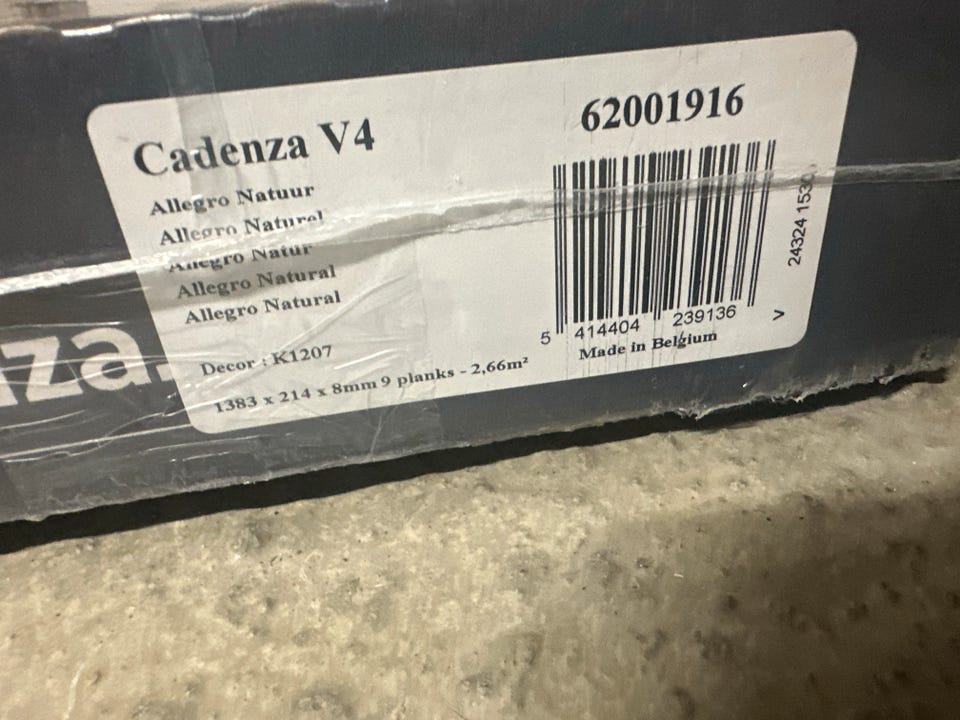 Cadenza V4
Allegro Natuur
Allegro Naturel
Allegro Natur
Allegro Natural
Allegro Natural
Decor : K1207
1383 x 214 x 8mm 9 planks - 2,66m²
62001916
5 414404 239136 >
Made in Belgium
24324 1530
za.